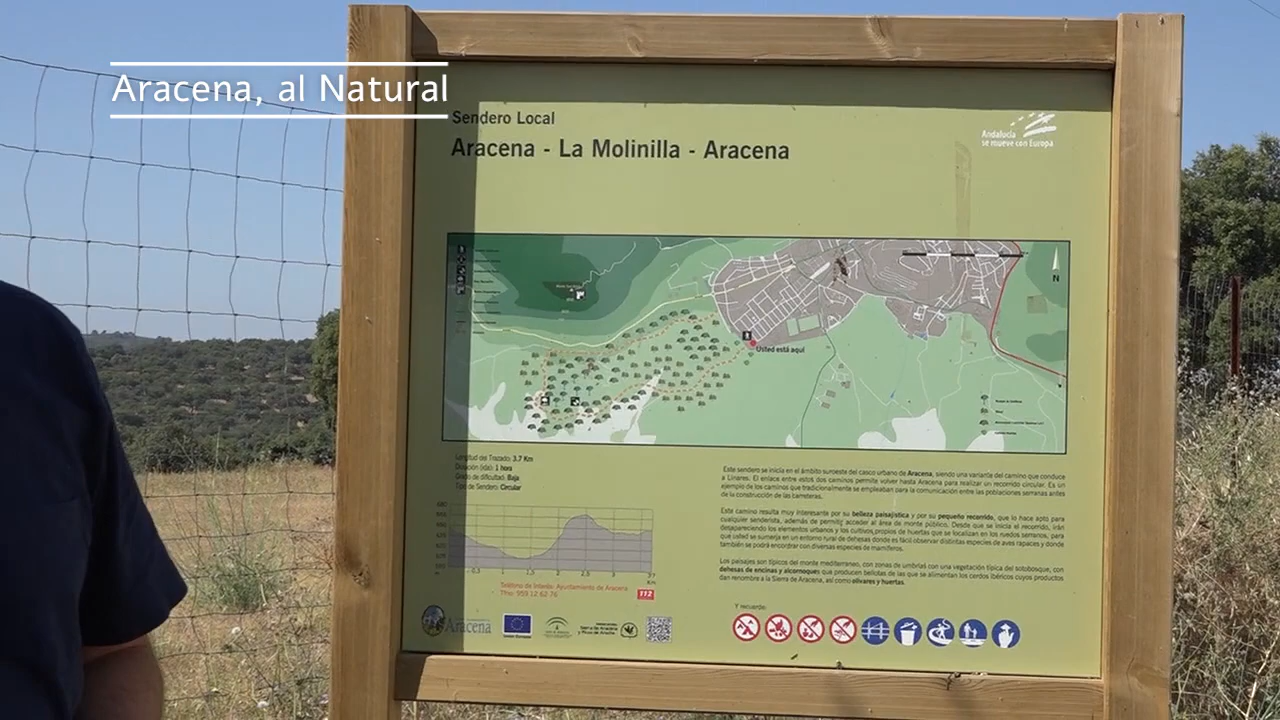 Aracena, al Natural
Sendero Local
Aracena - La Molinilla - Aracena
Andalucía
se mueve con Europa
N
Usted está aquí
Longitud del Trazado: 3.7 Km
Duración (ida): 1 hora
Grado de dificultad: Baja
Tipo de Sendero: Circular
Este sendero se inicia en el ámbito suroeste del casco urbano de Aracena, siendo una variante del camino que conduce
a Linares. El enlace entre estos dos caminos permite volver hasta Aracena para realizar un recorrido circular. Es un
ejemplo de los caminos que tradicionalmente se empleaban para la comunicación entre las poblaciones serranas antes
de la construcción de las carreteras.
Este camino resulta muy interesante por su belleza paisajística y por su pequeño recorrido, que lo hace apto para
cualquier senderista, además de permitir acceder al área de monte público. Desde que se inicia el recorrido, irán
desapareciendo los elementos urbanos y los cultivos propios de huertas que se localizan en los ruedos serranos, para
que usted se sumerja en un entorno rural de dehesas donde es fácil observar distintas especies de aves rapaces y donde
también se podrá encontrar con diversas especies de mamíferos.
Los paisajes son típicos del monte mediterraneo, con zonas de umbrías con una vegetación típica del sotobosque, con
dehesas de encinas y alcornoques que producen bellotas de las que se alimentan los cerdos ibéricos cuyos productos
dan renombre a la Sierra de Aracena, así como olivares y huertas.
Teléfono de Interés: Ayuntamiento de Aracena
Tfno: 959 12 62 76
112
Y recuerde:
Aracena